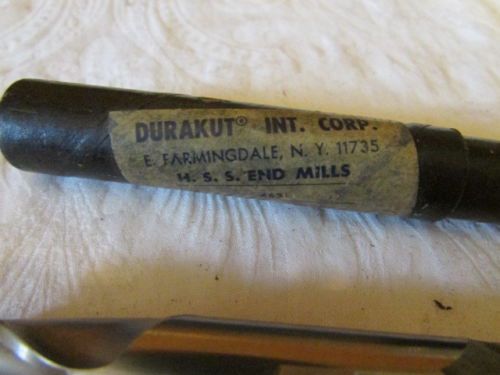 DURAKUT® INT. CORP.
E. FARMINGDALE, N. Y. 11735
H. S. S. END MILLS